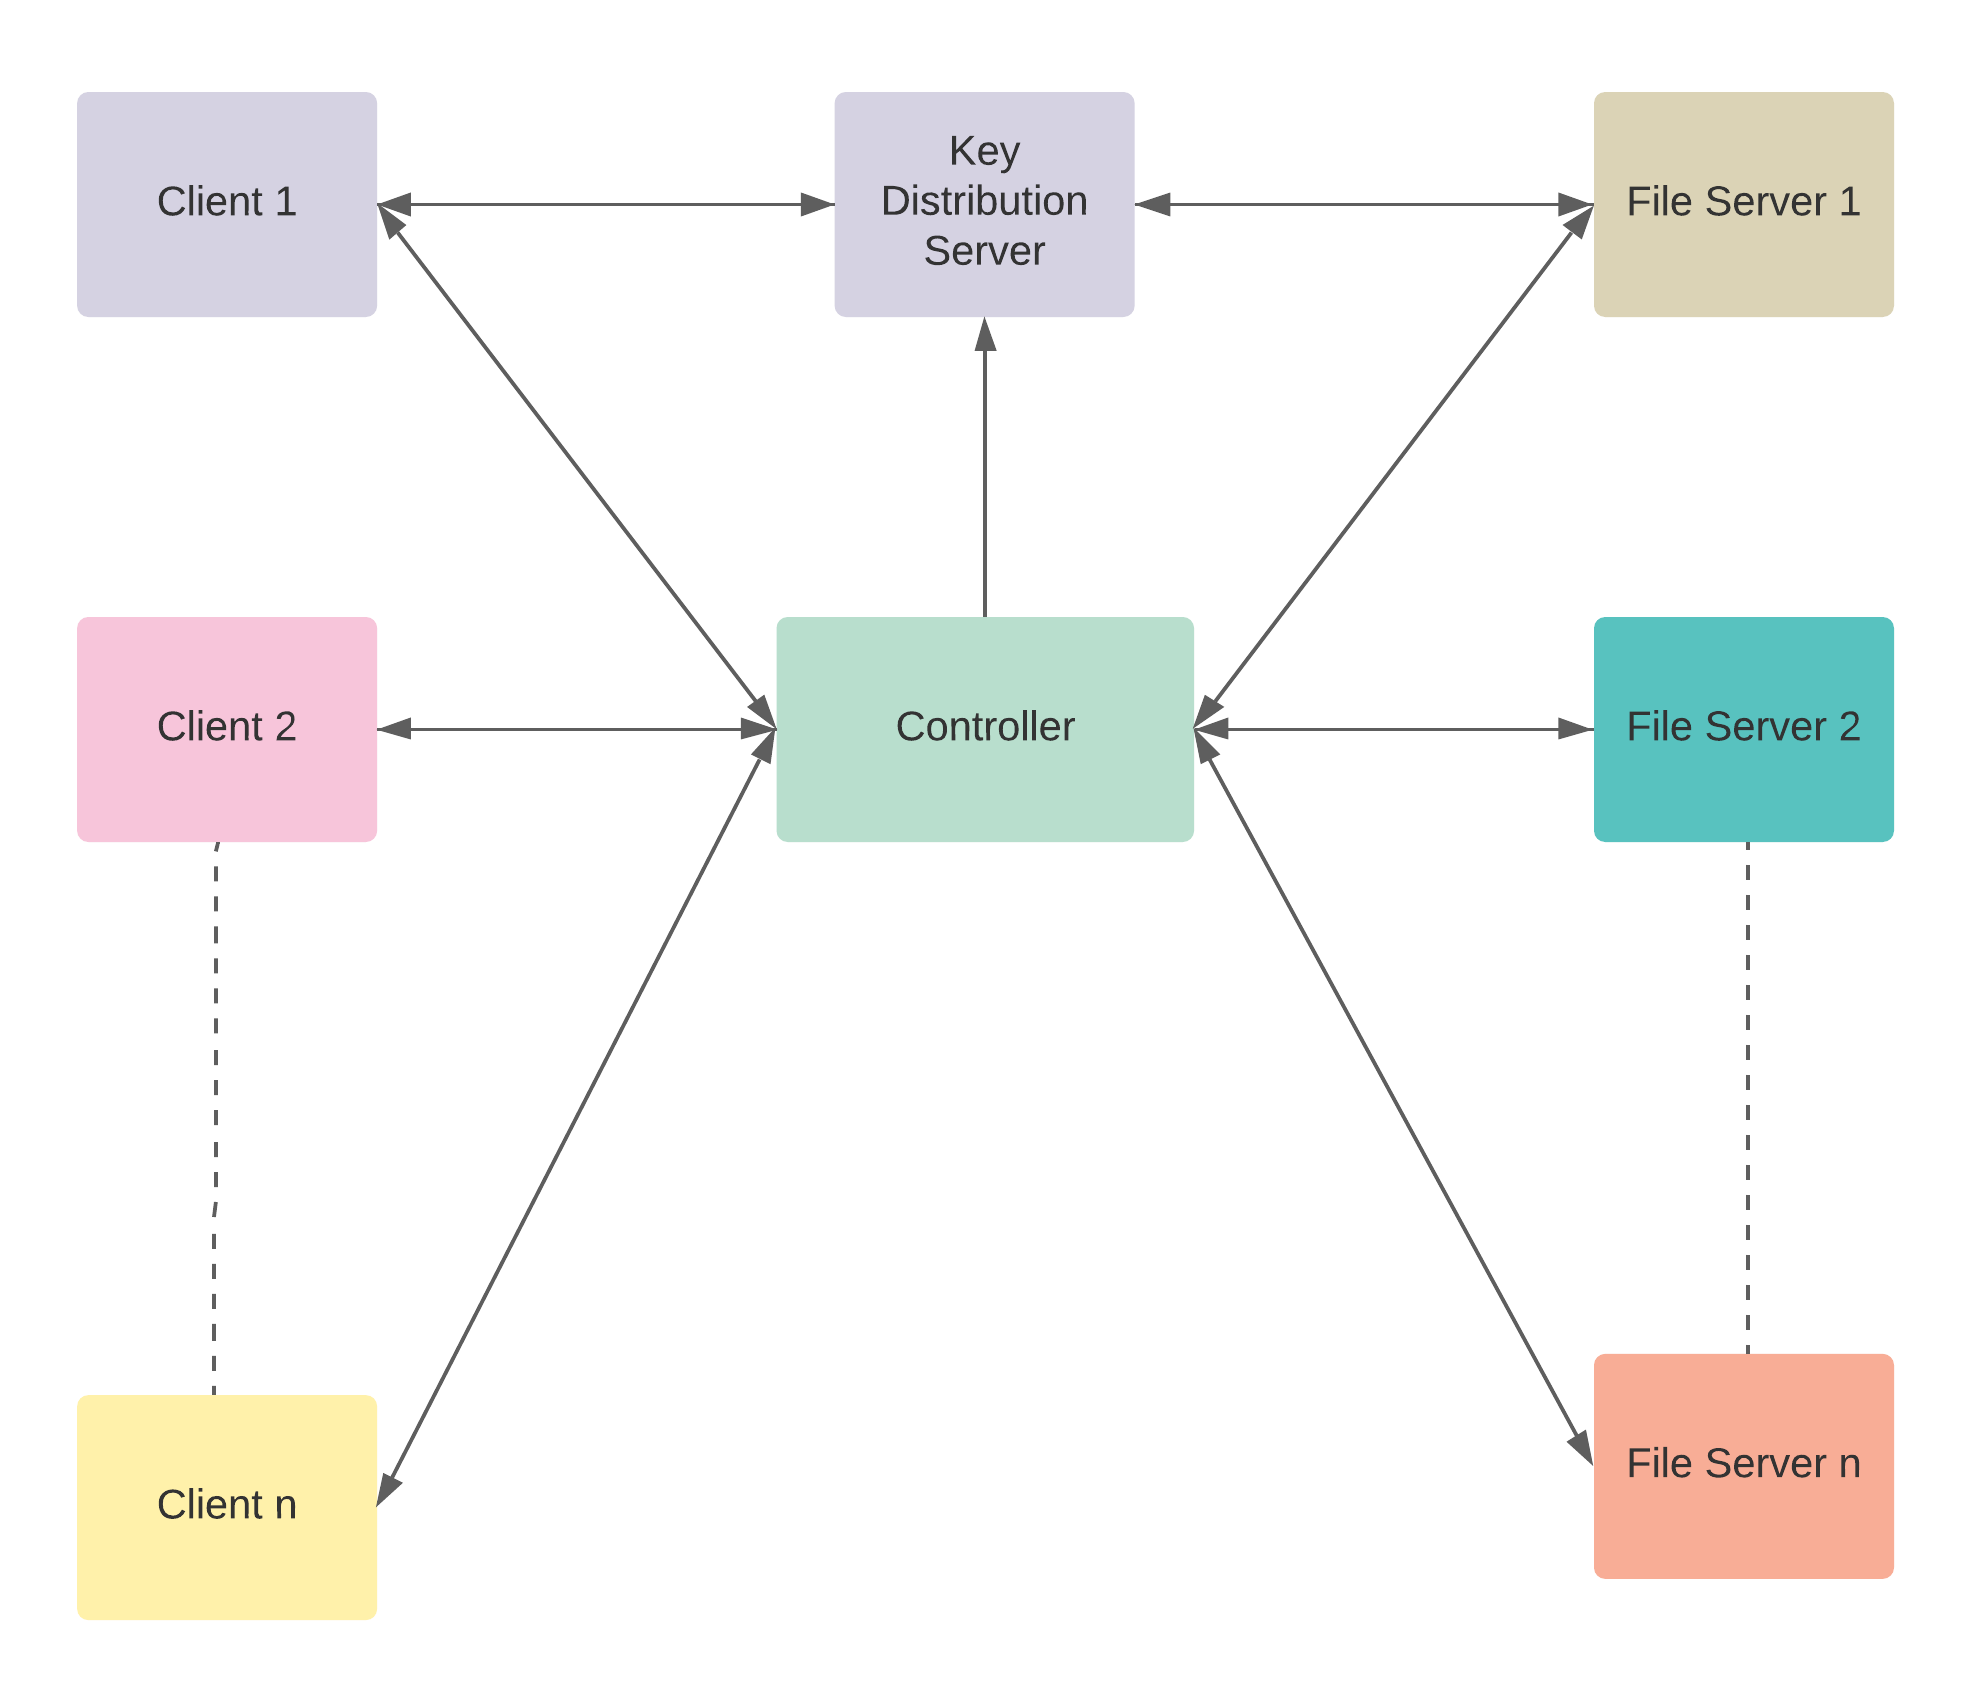 Client 1
Key
Distribution
Server
File Server 1
Client 2
Controller
File Server 2
Client n
File Server n